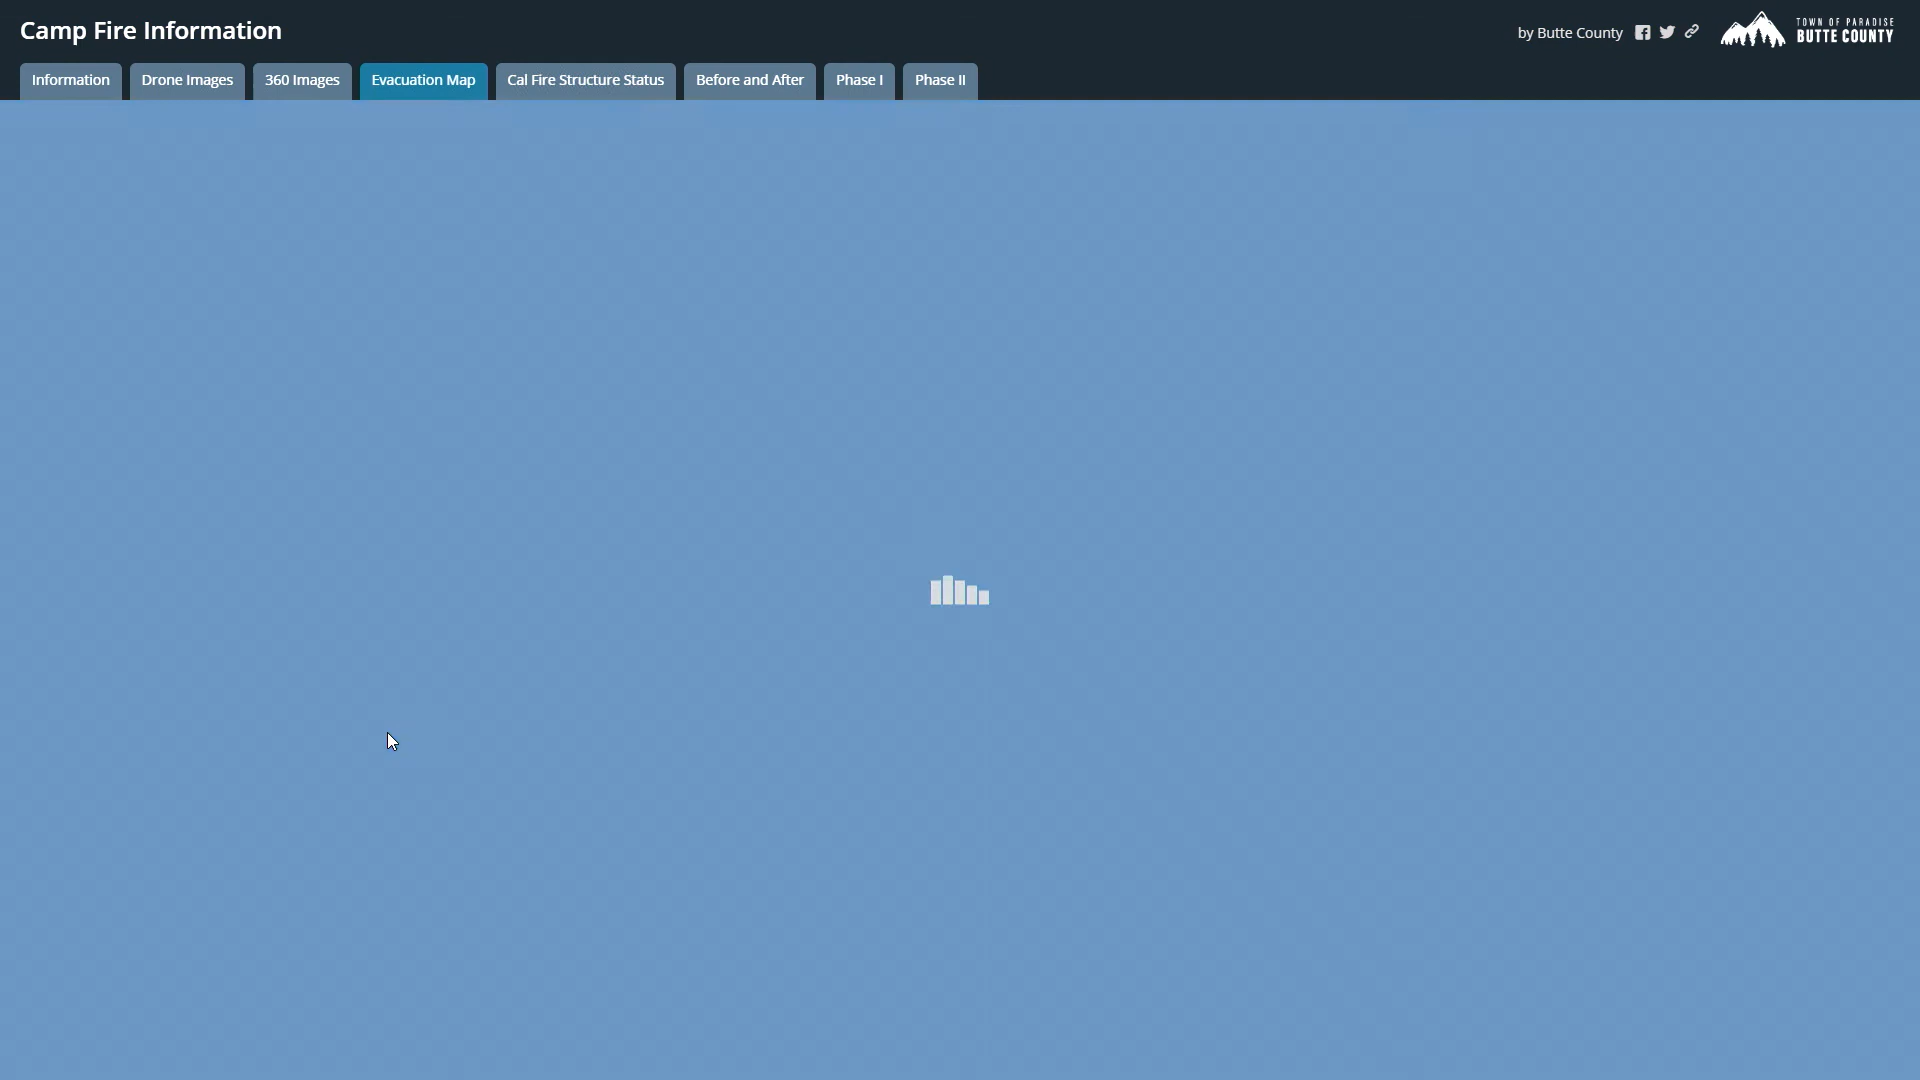 Camp Fire Information
by Butte County
TOWN OF PARADISE
BUTTE COUNTY
Information
Drone Images
360 Images
Evacuation Map
Cal Fire Structure Status
Before and After
Phase I
Phase II